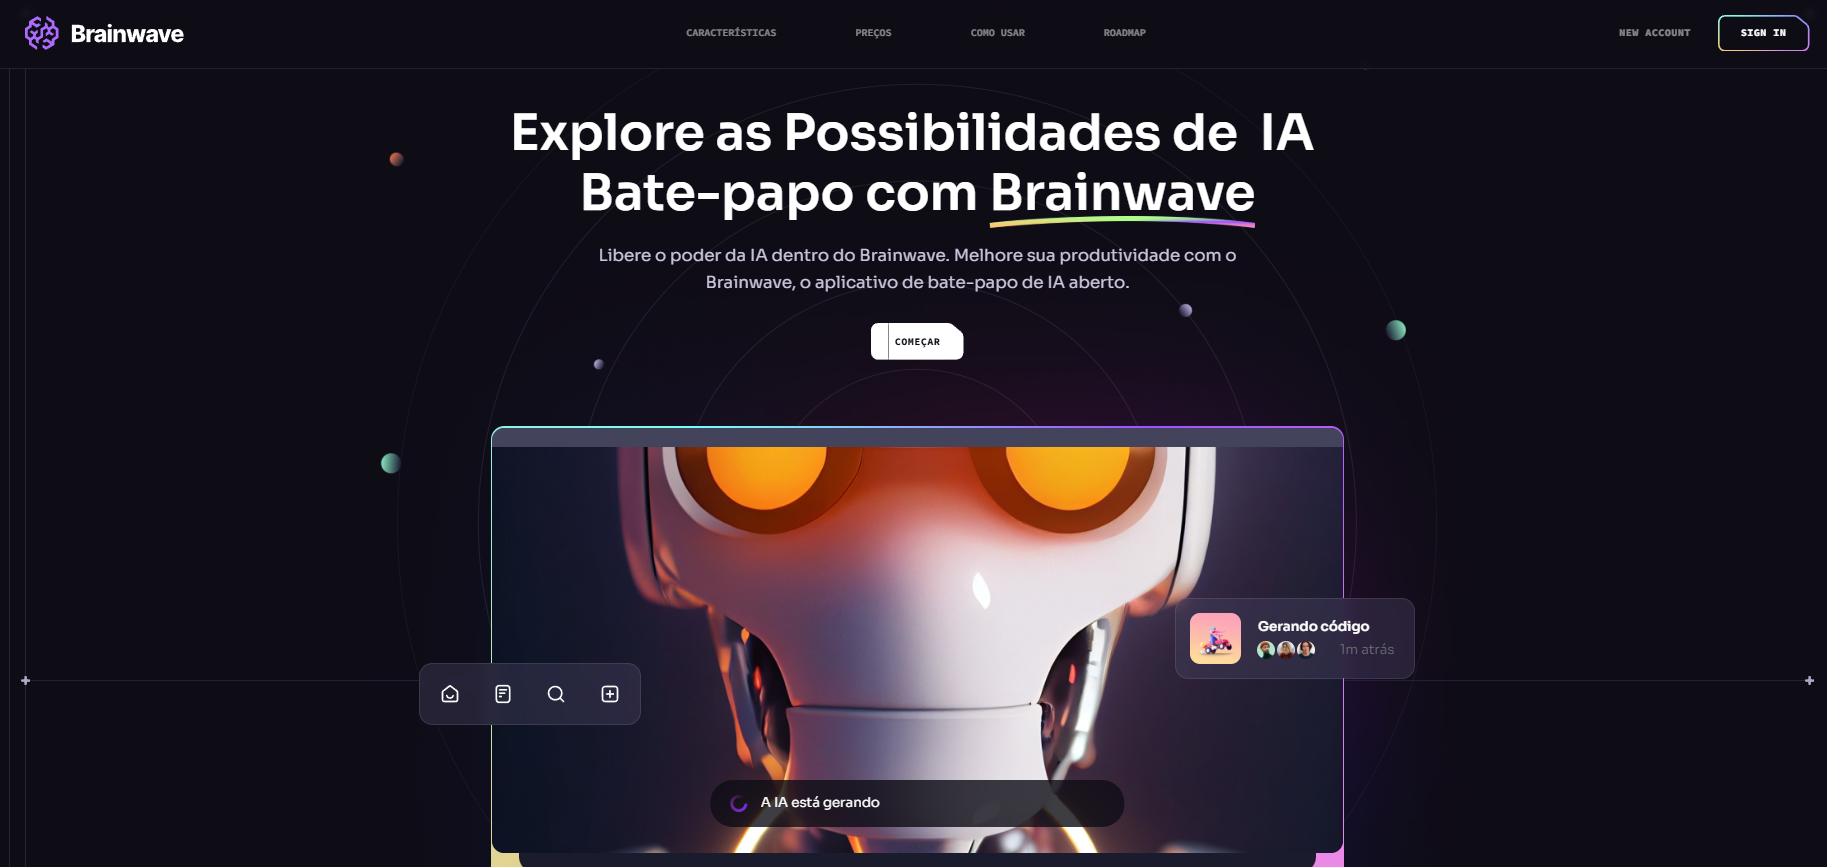 Brainwave
CARACTERÍSTICAS
PREÇOS
COMO USAR
ROADMAP
NEW ACCOUNT
SIGN IN
Explore as Possibilidades de IA
Bate-papo com Brainwave
Libere o poder da IA dentro do Brainwave. Melhore sua produtividade com o
Brainwave, o aplicativo de bate-papo de IA aberto.
COMEÇAR
Gerando código
1m atrás
A IA está gerando